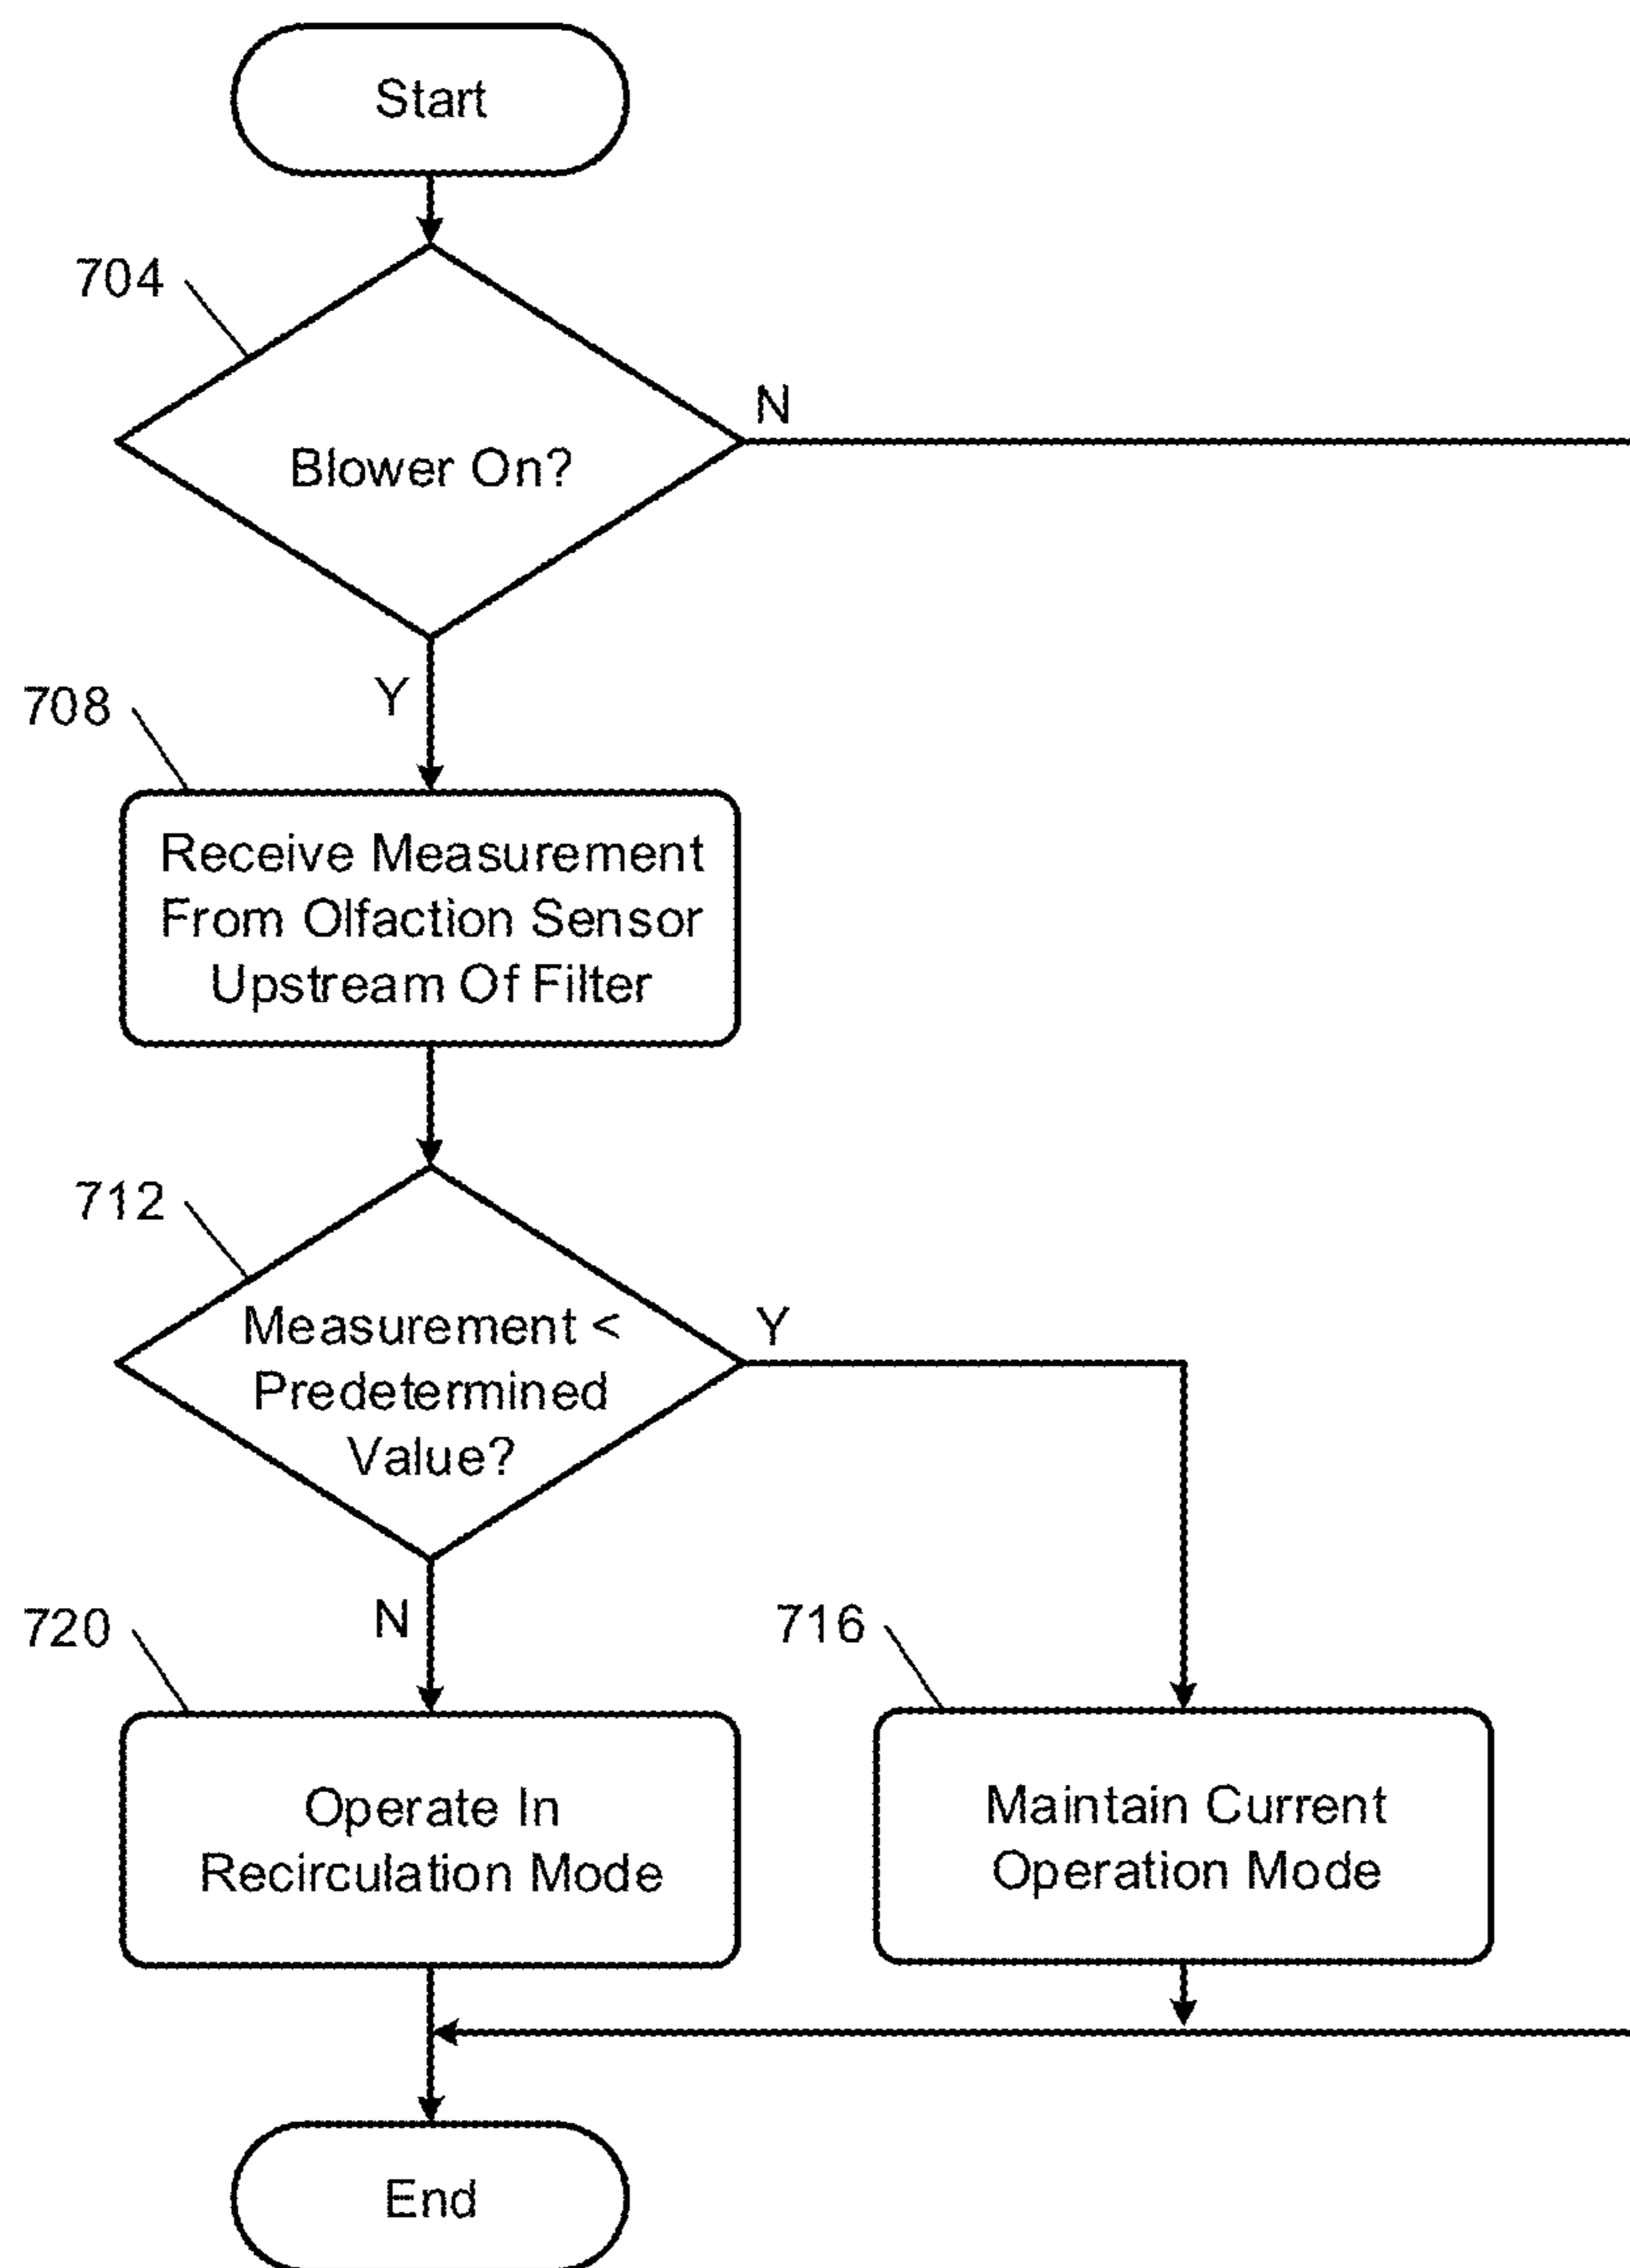 Start
704
Blower On?
N
Y
708
Receive Measurement
From Olfaction Sensor
Upstream Of Filter
712
Measurement <
Predetermined
Value?
Y
N
720
716
Operate In
Recirculation Mode
Maintain Current
Operation Mode
End